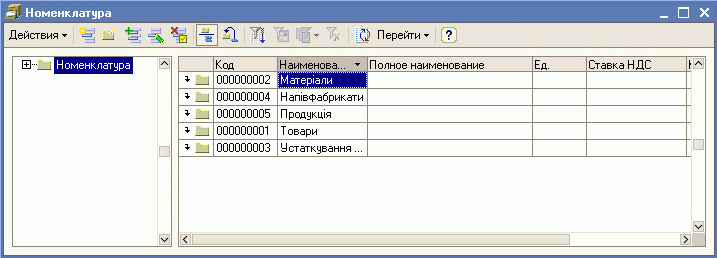 Номенклатура
Действия Перейти ?
Номенклатура
Код Наименова... Полное наименование Ед. Ставка НДС
000000002 Матеріали
000000004 Напівфабрикати
000000005 Продукція
000000001 Товари
000000003 Устаткування ...